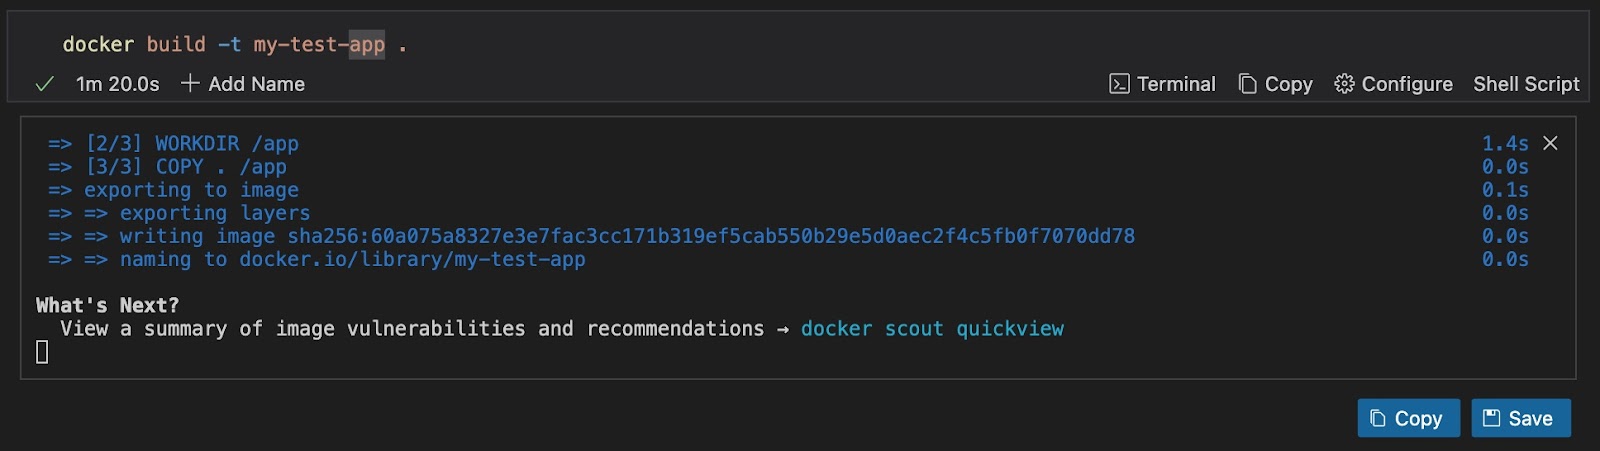 docker build -t my-test-app .
1m 20.0s Add Name Terminal Copy Configure Shell Script
=> [2/3] WORKDIR /app 1.4s
=> [3/3] COPY . /app 0.0s
=> exporting to image 0.1s
=> => exporting layers 0.0s
=> => writing image sha256:60a075a8327e3e7fac3cc171b319ef5cab550b29e5d0aec2f4c5fb0f7070dd78 0.0s
=> => naming to docker.io/library/my-test-app 0.0s
What's Next?
View a summary of image vulnerabilities and recommendations → docker scout quickview
Copy Save